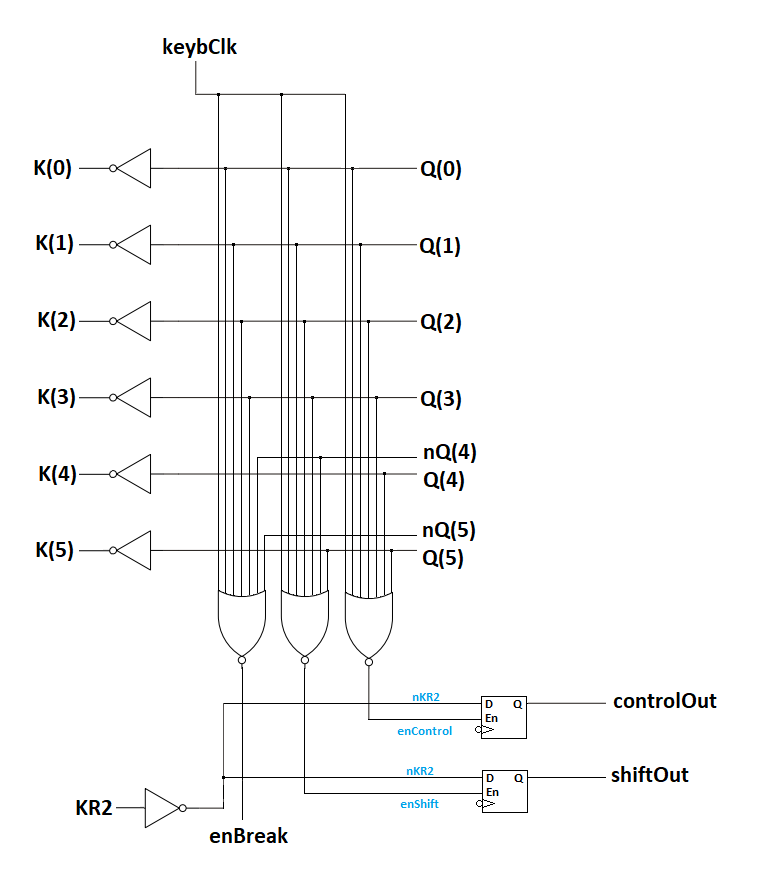 keybClk
K(0)
Q(0)
K(1)
Q(1)
K(2)
Q(2)
K(3)
Q(3)
nQ(4)
K(4)
Q(4)
nQ(5)
K(5)
Q(5)
nKR2
D Q
controlOut
En
enControl
nKR2
D Q
shiftOut
En
enShift
KR2
enBreak